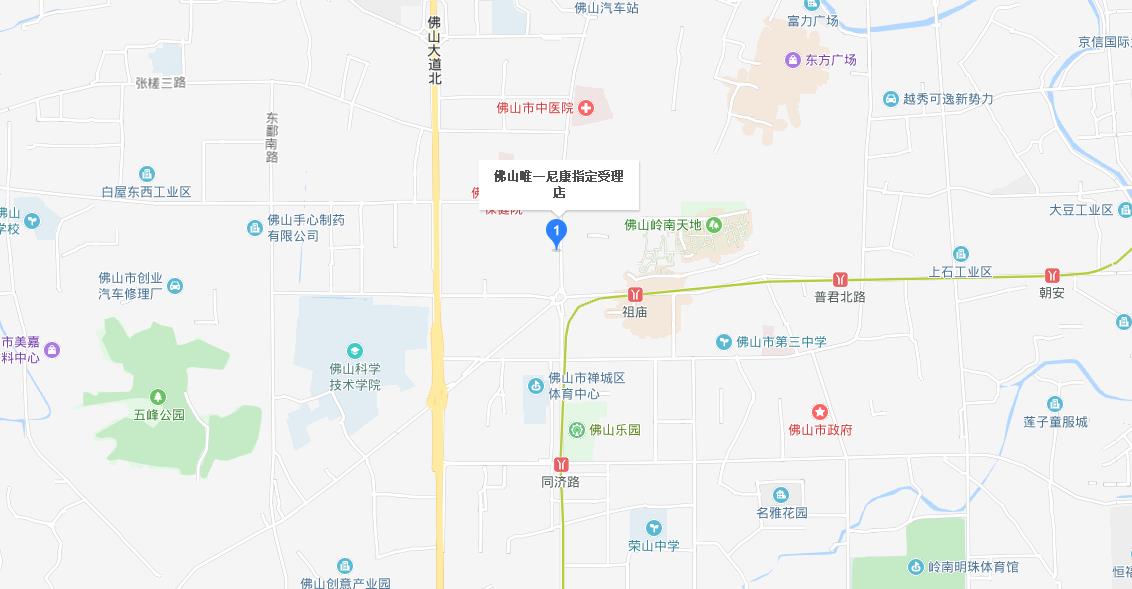 佛山汽车站
富力广场
佛山大道北
京信国际
东方广场
张槎三路
越秀可逸新势力
佛山市中医院
东鄱南路
佛山唯一尼康指定受理
店
白屋东西工业区
佛
保健院
佛山
学校
佛山手心制药
有限公司
佛山岭南天地
大豆工业区
1
上石工业区
佛山市创业
汽车修理厂
普君北路
朝安
祖庙
市美嘉
料中心
佛山市第三中学
佛山科学
技术学院
佛山市禅城区
体育中心
五峰公园
佛山乐园
佛山市政府
莲子童服城
同济路
名雅花园
荣山中学
岭南明珠体育馆
恒福
佛山创意产业园